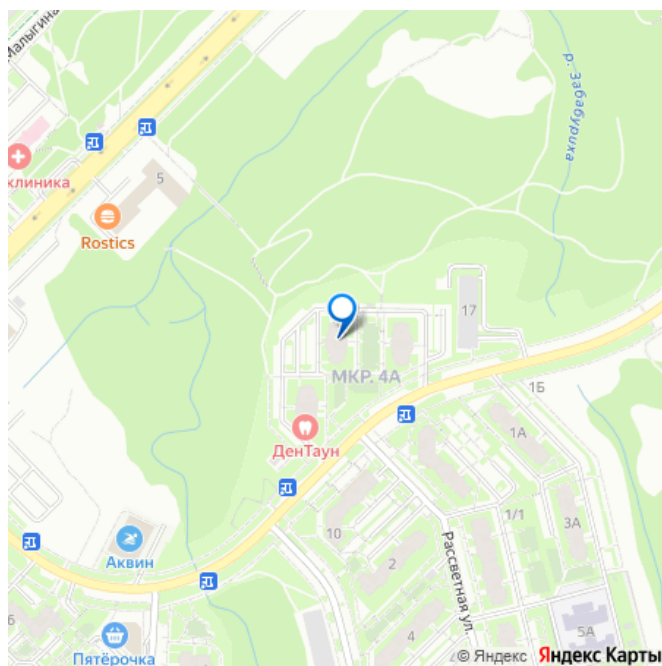 Малыгина
р. Забабуриха
клиника
5
Rostics
17
МКР. 4А
1Б
ДенТаун
1А
1/1
3А
10
2
Рассветная ул.
Аквин
6
4
5А
Пятёрочка
© Яндекс Яндекс Карты